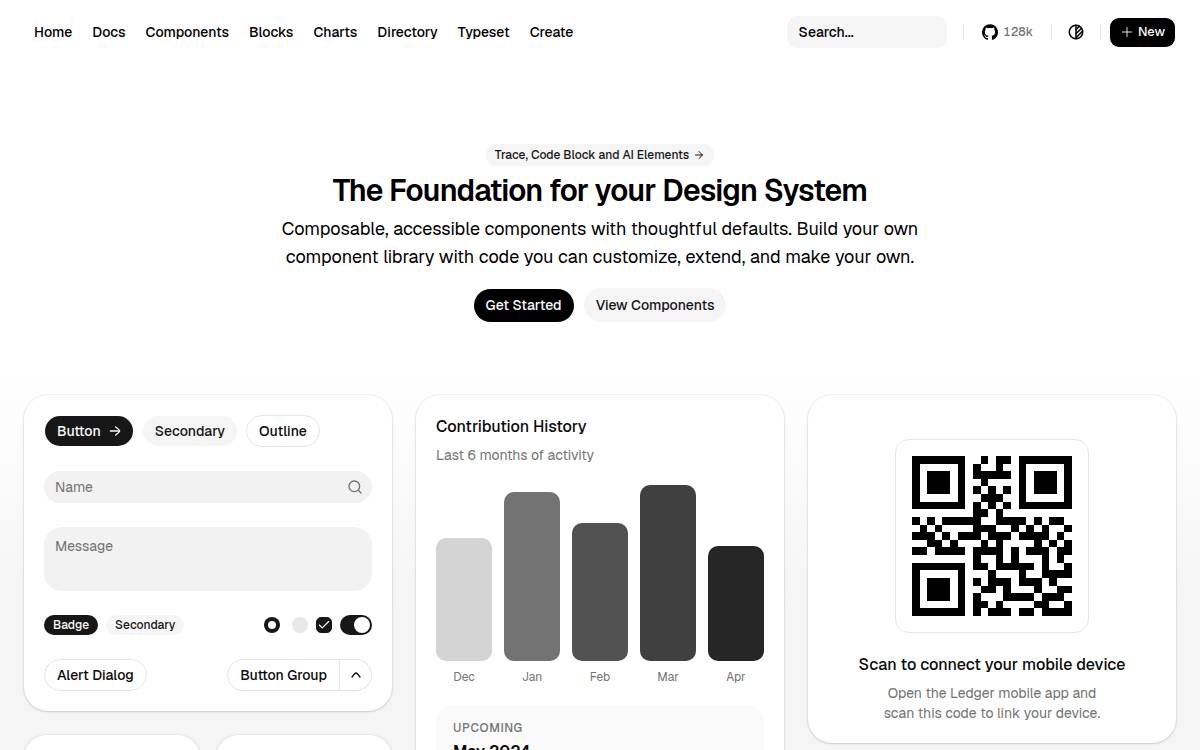 Home Docs Components Blocks Charts Directory Typeset Create Search... 128k New
Trace, Code Block and AI Elements →
The Foundation for your Design System
Composable, accessible components with thoughtful defaults. Build your own
component library with code you can customize, extend, and make your own.
Get Started View Components
Button → Secondary Outline
Name
Message
Badge Secondary
Alert Dialog Button Group
Contribution History
Last 6 months of activity
Dec Jan Feb Mar Apr
UPCOMING
May 2024
Scan to connect your mobile device
Open the Ledger mobile app and
scan this code to link your device.